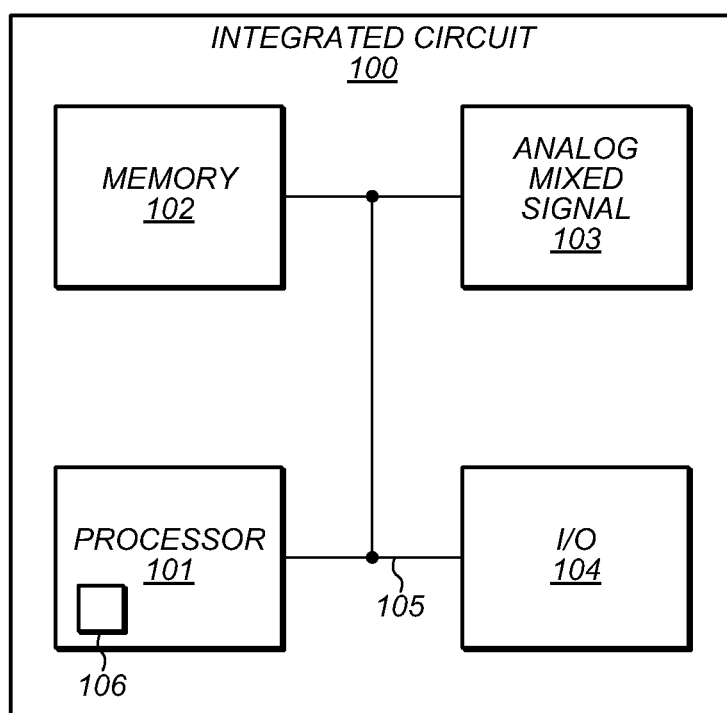 INTEGRATED CIRCUIT
100
MEMORY
102
ANALOG
MIXED
SIGNAL
103
PROCESSOR
101
106
105
I/O
104